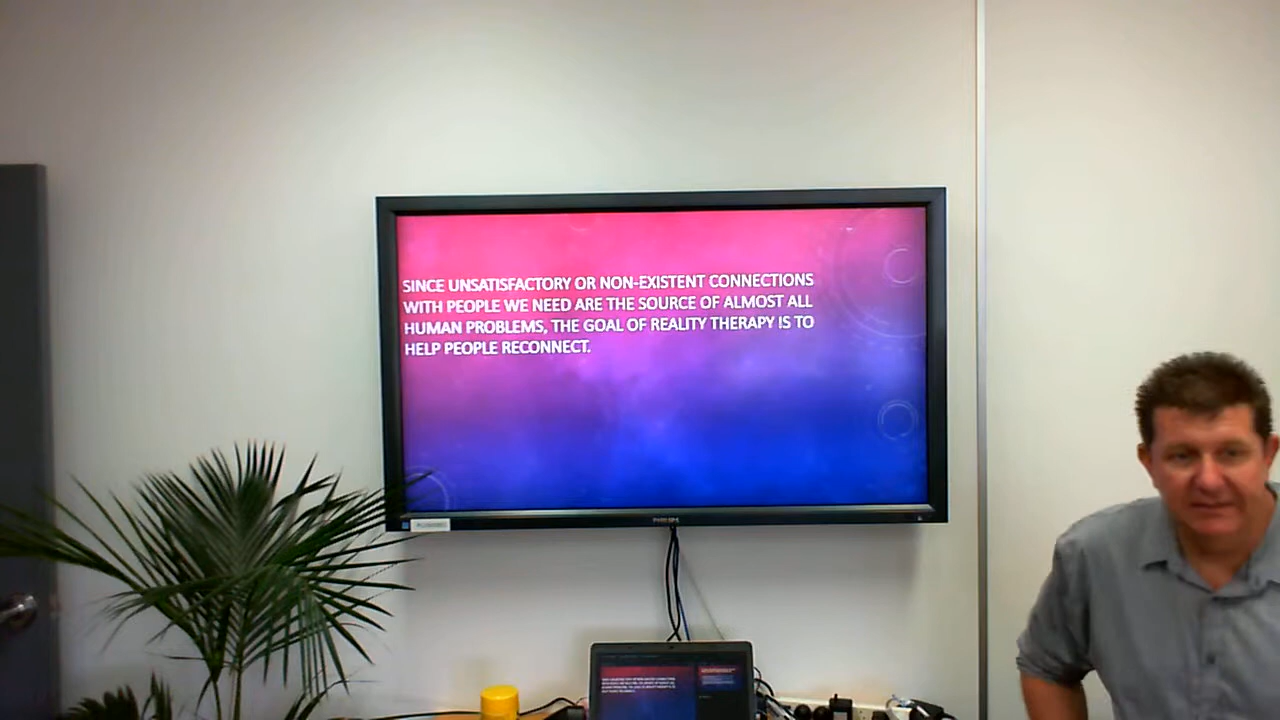 SINCE UNSATISFACTORY OR NON-EXISTENT CONNECTIONS
WITH PEOPLE WE NEED ARE THE SOURCE OF ALMOST ALL
HUMAN PROBLEMS, THE GOAL OF REALITY THERAPY IS TO
HELP PEOPLE RECONNECT.
PHILIPS